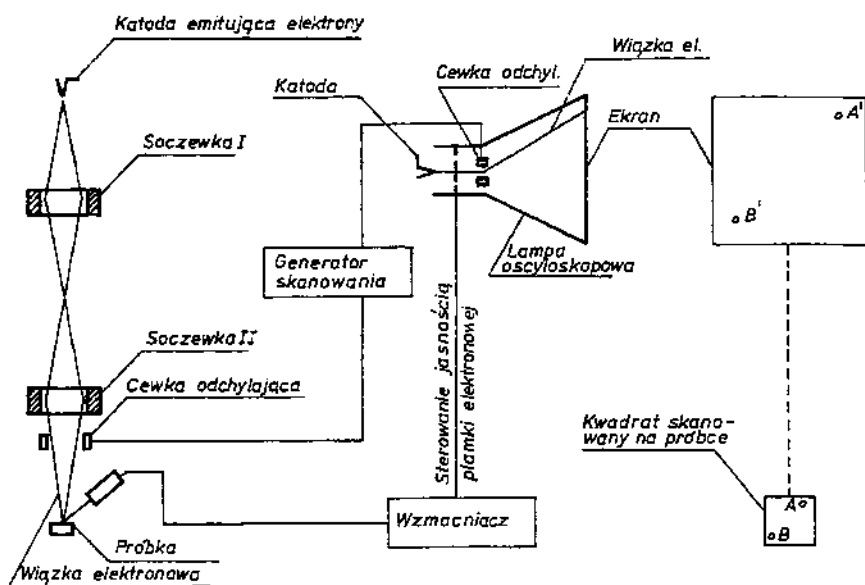 Katoda emitująca elektrony
Soczewka I
Soczewka II
Cewka odchylająca
Próbka
Wiązka elektronowa
Katoda
Cewka odchyl.
Wiązka el.
Ekran
Lampa
oscyloskopowa
Generator
skanowania
Sterowanie jasnością
plamki elektronowej
Wzmacniacz
A'
B'
Kwadrat skano-
wany na próbce
A
B